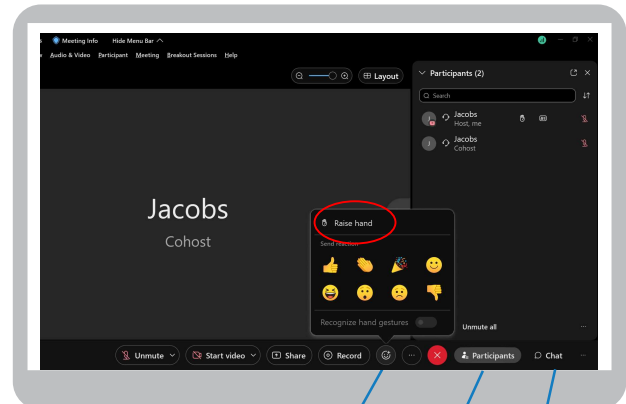 Meeting Info Hide Menu Bar
Audio & Video Participant Meeting Breakout Sessions Help
Layout
Participants (2)
Search
Jacobs
Host, me
J Jacobs
Cohost
Jacobs
Cohost
Raise hand
Send reaction
Recognize hand gestures
Unmute all
Unmute Start video Share Record Participants Chat